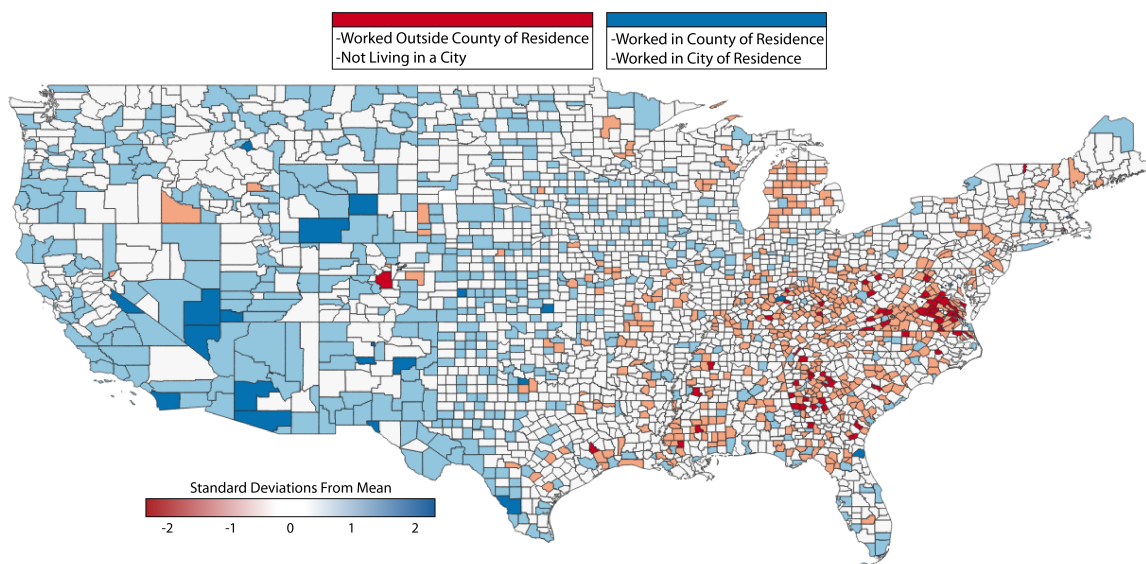 -Worked Outside County of Residence
-Not Living in a City
-Worked in County of Residence
-Worked in City of Residence
Standard Deviations From Mean
-2 -1 0 1 2